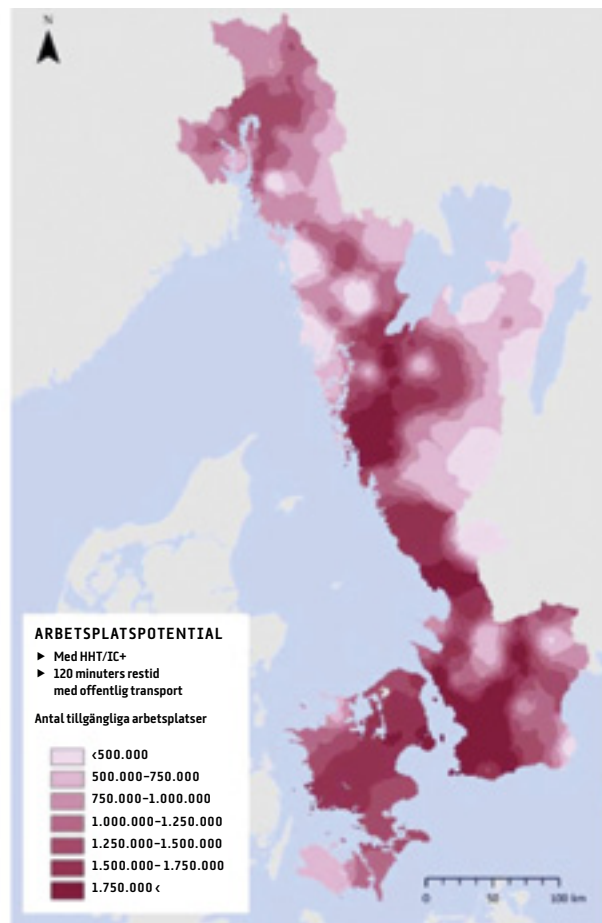 N
ARBETSPLATSPOTENTIAL
▶ Med HHT/IC+
▶ 120 minuters restid
med offentlig transport
Antal tillgängliga arbetsplatser
<500.000
500.000–750.000
750.000–1.000.000
1.000.000–1.250.000
1.250.000–1.500.000
1.500.000– 1.750.000
1.750.000 <
0 50 100 km